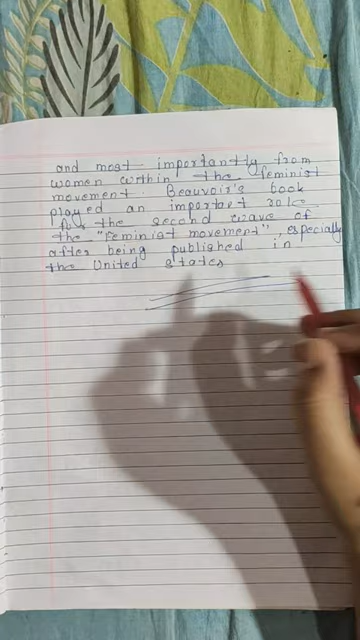 and most importantly from
women within the feminist
movement. Beauvoir's book
played an important role
for the second wave of
the "feminist movement", especially
after being published in
the United states